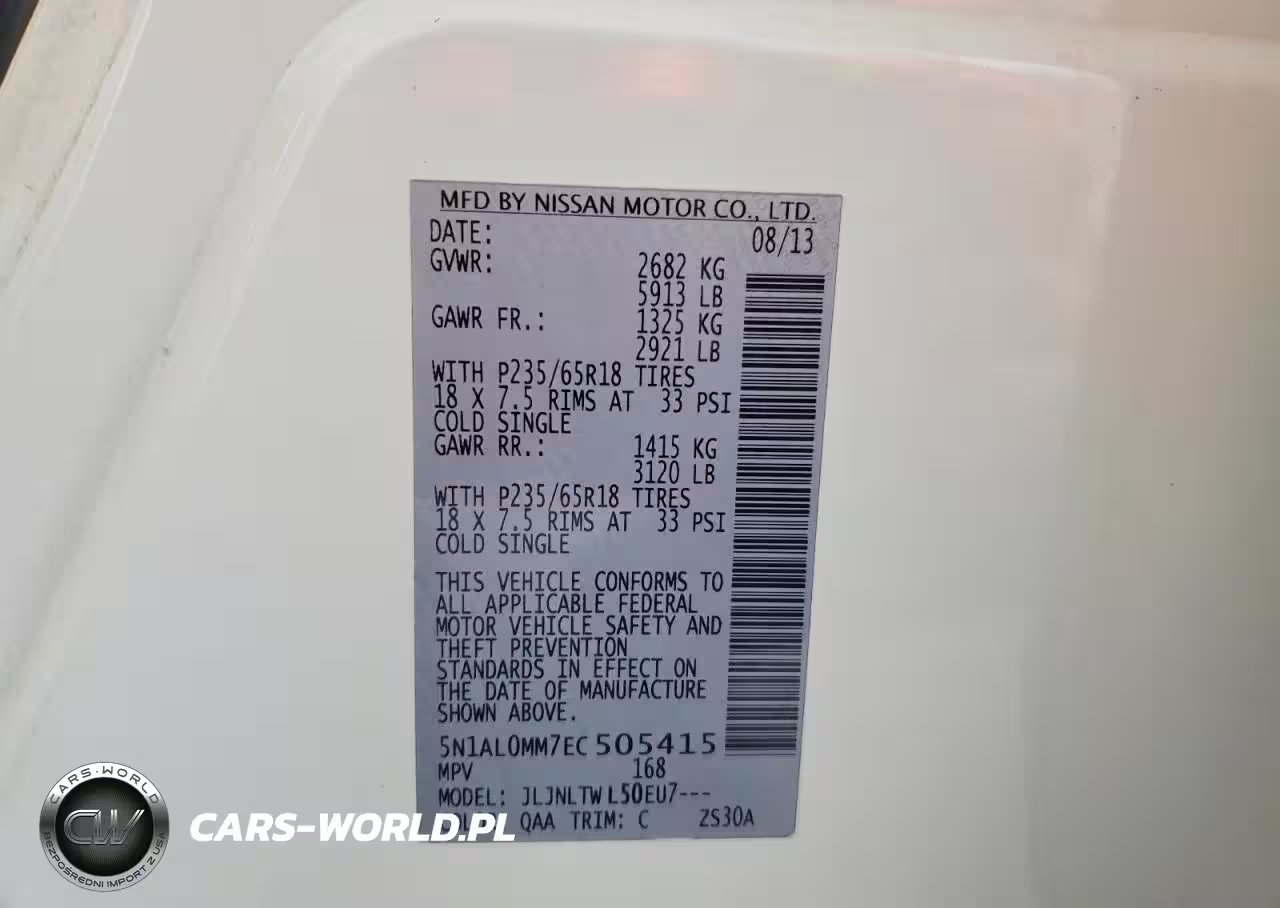 MFD BY NISSAN MOTOR CO., LTD.
DATE: 08/13
GVWR: 2682 KG
5913 LB
GAWR FR.: 1325 KG
2921 LB
WITH P235/65R18 TIRES
18 X 7.5 RIMS AT 33 PSI
COLD SINGLE
GAWR RR.: 1415 KG
3120 LB
WITH P235/65R18 TIRES
18 X 7.5 RIMS AT 33 PSI
COLD SINGLE
THIS VEHICLE CONFORMS TO
ALL APPLICABLE FEDERAL
MOTOR VEHICLE SAFETY AND
THEFT PREVENTION
STANDARDS IN EFFECT ON
THE DATE OF MANUFACTURE
SHOWN ABOVE.
5N1AL0MM7EC505415
MPV 168
MODEL: JLJNLTWL50EU7---
QAA TRIM: C ZS30A
CARS-WORLD
CW
BEZPOŚREDNI IMPORT Z USA
CARS-WORLD.PL